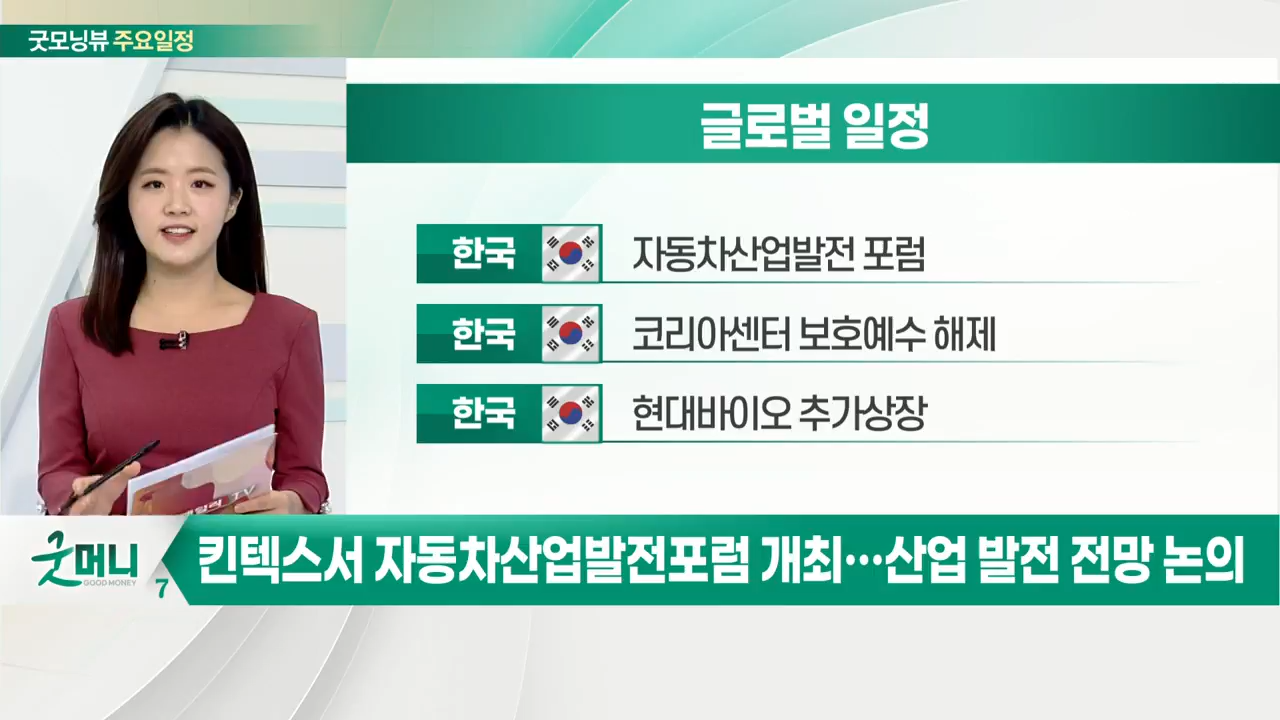 굿모닝뷰 주요일정
글로벌 일정
한국 자동차산업발전 포럼
한국 코리아센터 보호예수 해제
한국 현대바이오 추가상장
TV
굿머니
GOOD MONEY
7
킨텍스서 자동차산업발전포럼 개최…산업 발전 전망 논의